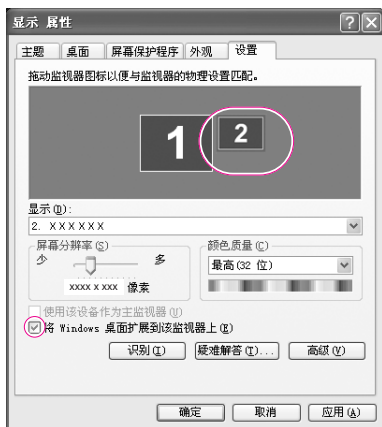 显示 属性
主题 桌面 屏幕保护程序 外观 设置
拖动监视器图标以便与监视器的物理设置匹配。
1 2
显示(D):
2. XXXXXX
屏幕分辨率(S) 颜色质量(C)
少 多 最高(32 位)
xxxx x xxx 像素
使用该设备作为主监视器(U)
将 Windows 桌面扩展到该监视器上(E)
识别(I) 疑难解答(T)... 高级(V)
确定 取消 应用(A)